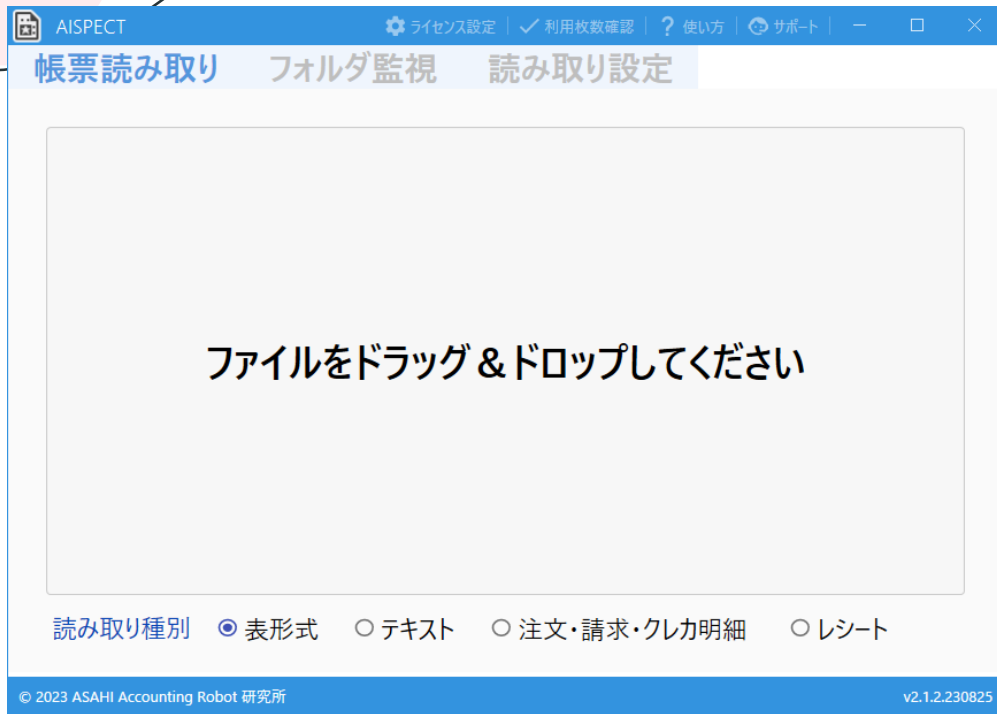 AISPECT ライセンス設定 利用枚数確認 ? 使い方 サポート
帳票読み取り フォルダ監視 読み取り設定
ファイルをドラッグ&ドロップしてください
読み取り種別 表形式 テキスト 注文・請求・クレカ明細 レシート
© 2023 ASAHI Accounting Robot 研究所 v2.1.2.230825